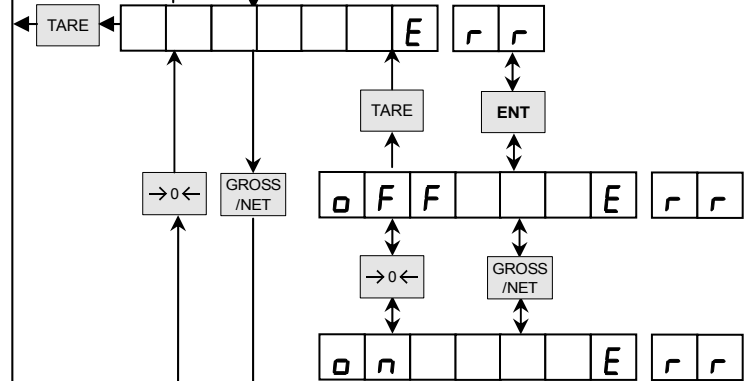 TARE
E r r
TARE
ENT
→0←
GROSS
/NET
o F F E r r
→0←
GROSS
/NET
o n E r r